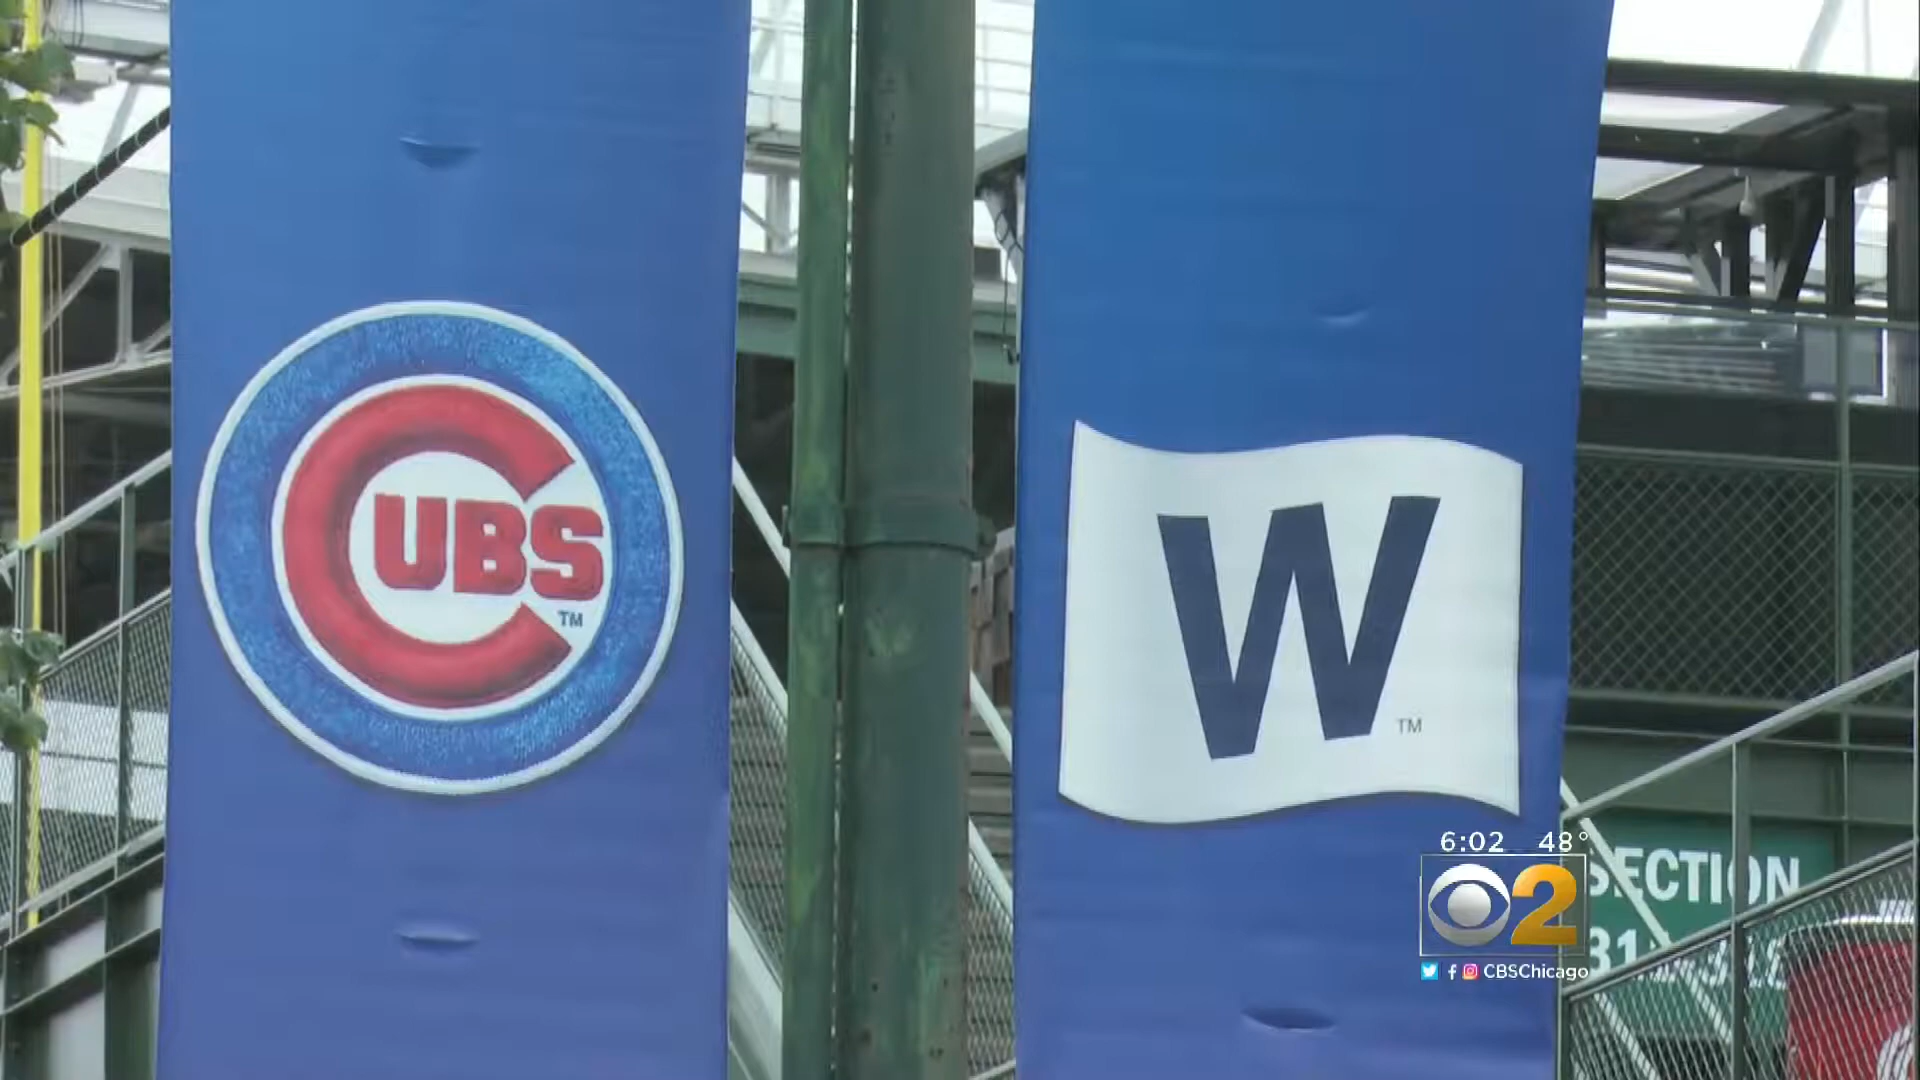 CUBS
TM
W
TM
6:02 48°
2
CBSChicago
SECTION